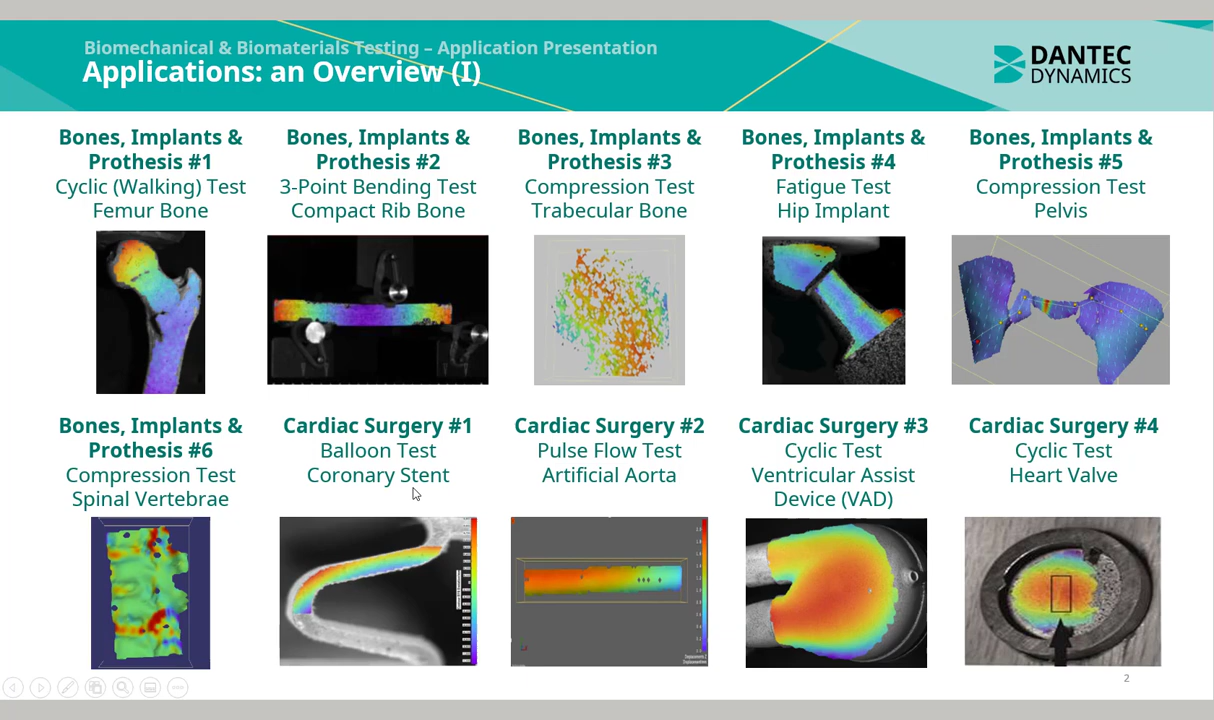 Biomechanical & Biomaterials Testing – Application Presentation
Applications: an Overview (I)
DANTEC
DYNAMICS
Bones, Implants &
Prothesis #1
Cyclic (Walking) Test
Femur Bone
Bones, Implants &
Prothesis #2
3-Point Bending Test
Compact Rib Bone
Bones, Implants &
Prothesis #3
Compression Test
Trabecular Bone
Bones, Implants &
Prothesis #4
Fatigue Test
Hip Implant
Bones, Implants &
Prothesis #5
Compression Test
Pelvis
Bones, Implants &
Prothesis #6
Compression Test
Spinal Vertebrae
Cardiac Surgery #1
Balloon Test
Coronary Stent
Cardiac Surgery #2
Pulse Flow Test
Artificial Aorta
Cardiac Surgery #3
Cyclic Test
Ventricular Assist
Device (VAD)
Cardiac Surgery #4
Cyclic Test
Heart Valve
2